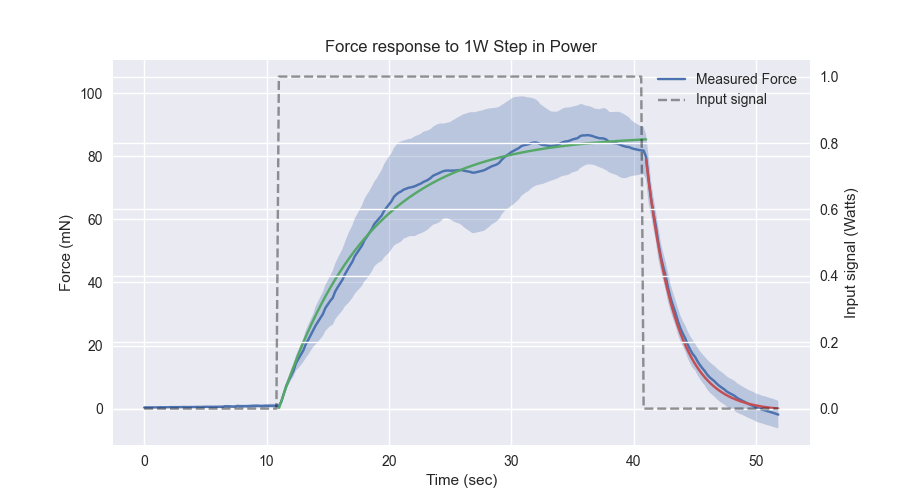 Force response to 1W Step in Power
Measured Force
Input signal
Force (mN)
100
80
60
40
20
0
1.0
0.8
0.6
0.4
0.2
0.0
Input signal (Watts)
0 10 20 30 40 50
Time (sec)